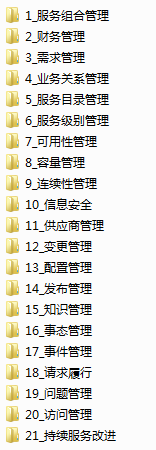 1_服务组合管理
2_财务管理
3_需求管理
4_业务关系管理
5_服务目录管理
6_服务级别管理
7_可用性管理
8_容量管理
9_连续性管理
10_信息安全
11_供应商管理
12_变更管理
13_配置管理
14_发布管理
15_知识管理
16_事态管理
17_事件管理
18_请求履行
19_问题管理
20_访问管理
21_持续服务改进